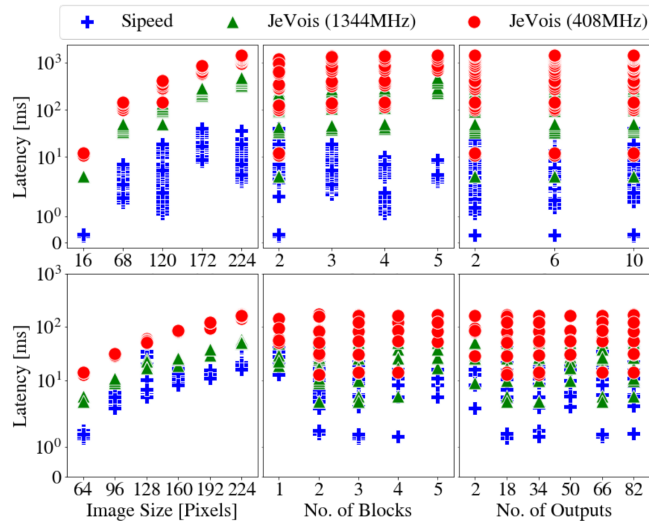 Sipeed JeVois (1344MHz) JeVois (408MHz)
Latency [ms]
10³
10²
10¹
10⁰
0
16 68 120 172 224
2 3 4 5
2 6 10
Latency [ms]
10³
10²
10¹
10⁰
0
64 96 128 160 192 224
1 2 3 4 5
2 18 34 50 66 82
Image Size [Pixels]
No. of Blocks
No. of Outputs